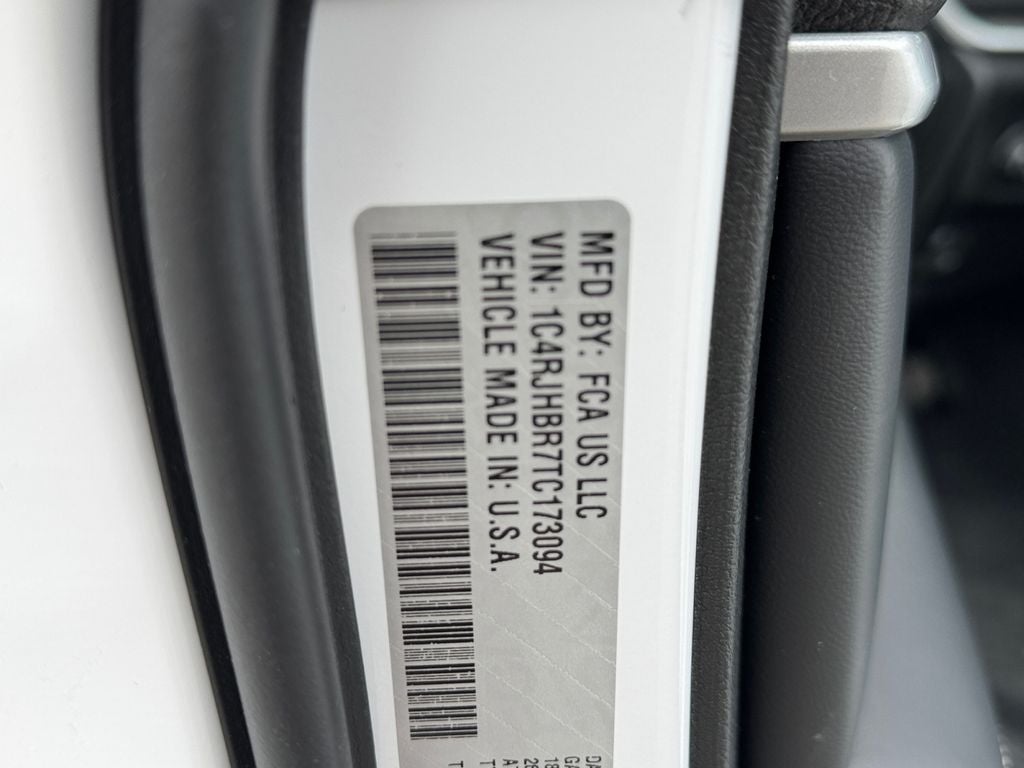 MFD BY: FCA US LLC
VIN: 1C4RJHBR7TC173094
VEHICLE MADE IN: U.S.A.